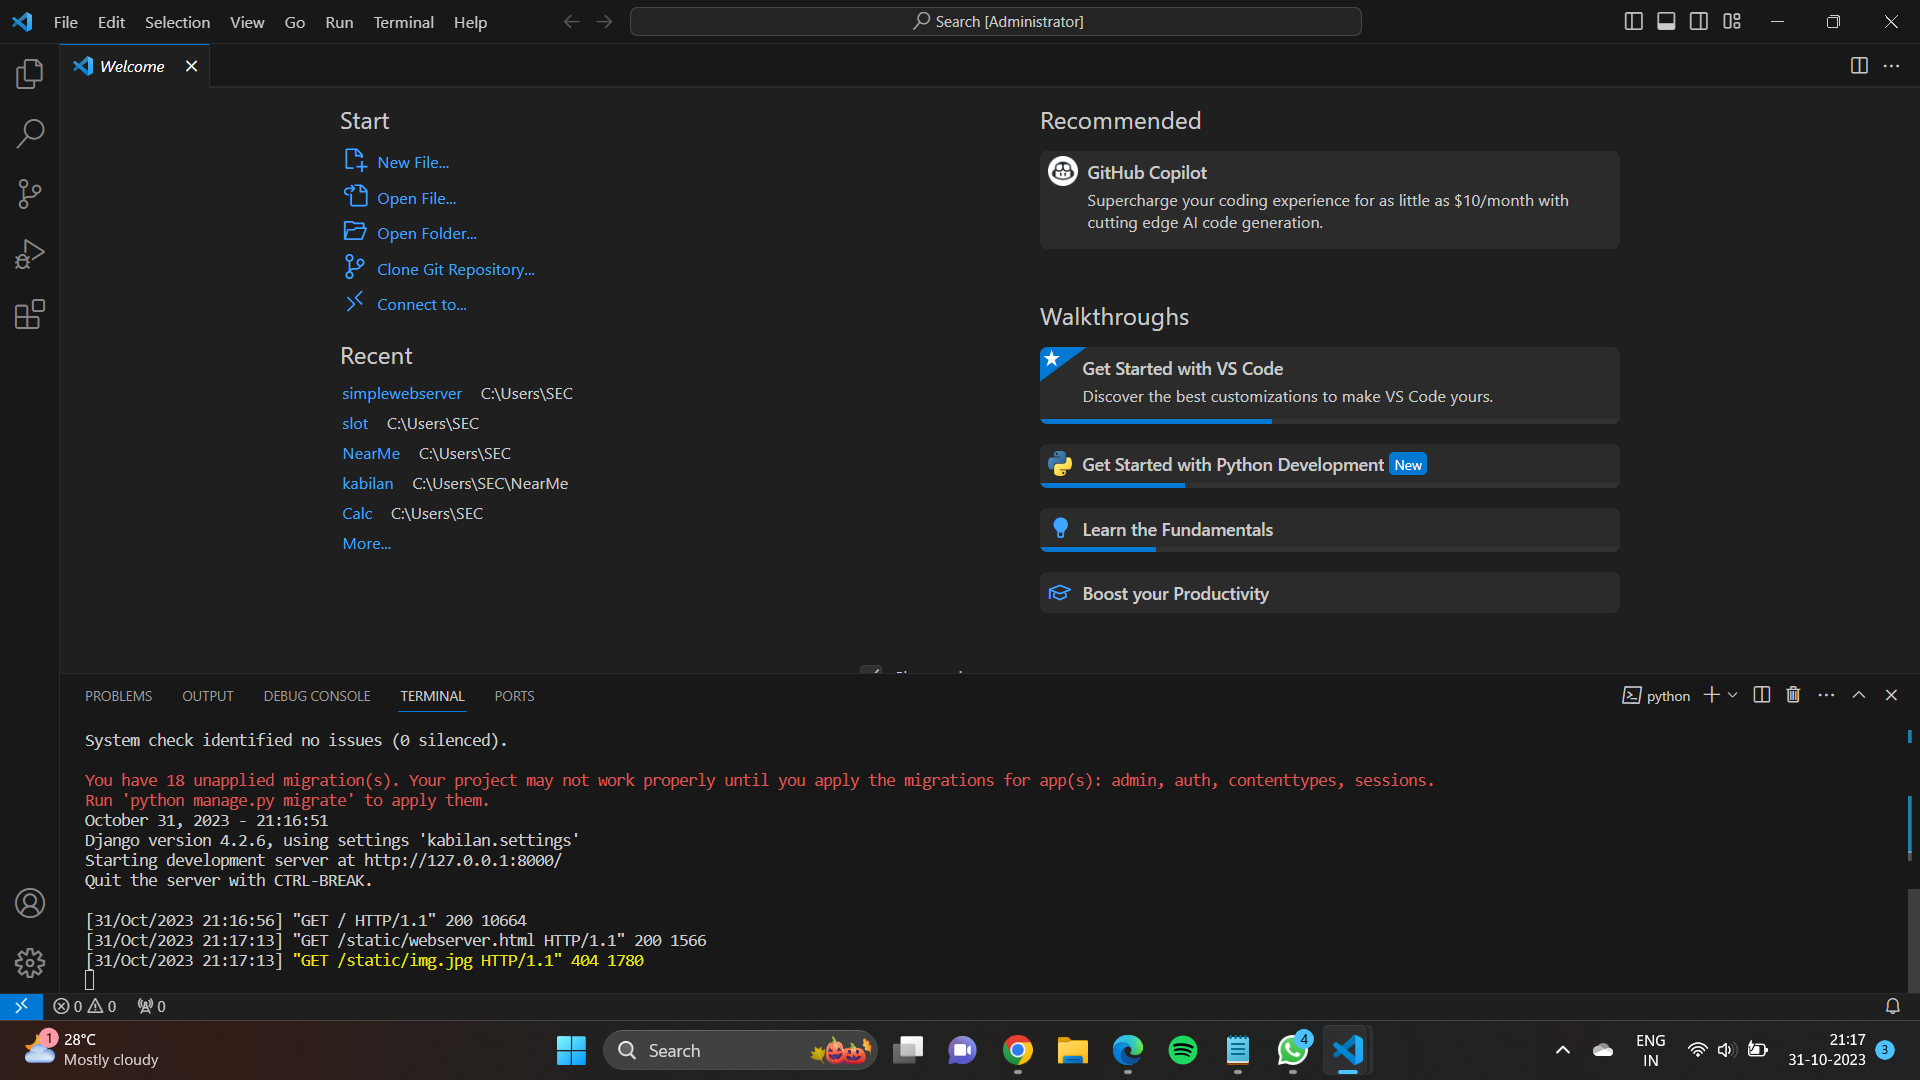 File Edit Selection View Go Run Terminal Help
Search [Administrator]
Welcome
Start
New File...
Open File...
Open Folder...
Clone Git Repository...
Connect to...
Recent
simplewebserver C:\Users\SEC
slot C:\Users\SEC
NearMe C:\Users\SEC
kabilan C:\Users\SEC\NearMe
Calc C:\Users\SEC
More...
Recommended
GitHub Copilot
Supercharge your coding experience for as little as $10/month with
cutting edge AI code generation.
Walkthroughs
Get Started with VS Code
Discover the best customizations to make VS Code yours.
Get Started with Python Development New
Learn the Fundamentals
Boost your Productivity
PROBLEMS OUTPUT DEBUG CONSOLE TERMINAL PORTS
python
System check identified no issues (0 silenced).
You have 18 unapplied migration(s). Your project may not work properly until you apply the migrations for app(s): admin, auth, contenttypes, sessions.
Run 'python manage.py migrate' to apply them.
October 31, 2023 - 21:16:51
Django version 4.2.6, using settings 'kabilan.settings'
Starting development server at http://127.0.0.1:8000/
Quit the server with CTRL-BREAK.
[31/Oct/2023 21:16:56] "GET / HTTP/1.1" 200 10664
[31/Oct/2023 21:17:13] "GET /static/webserver.html HTTP/1.1" 200 1566
[31/Oct/2023 21:17:13] "GET /static/img.jpg HTTP/1.1" 404 1780
0 0 0
1
28°C
Mostly cloudy
Search
4
ENG
IN
21:17
31-10-2023
3